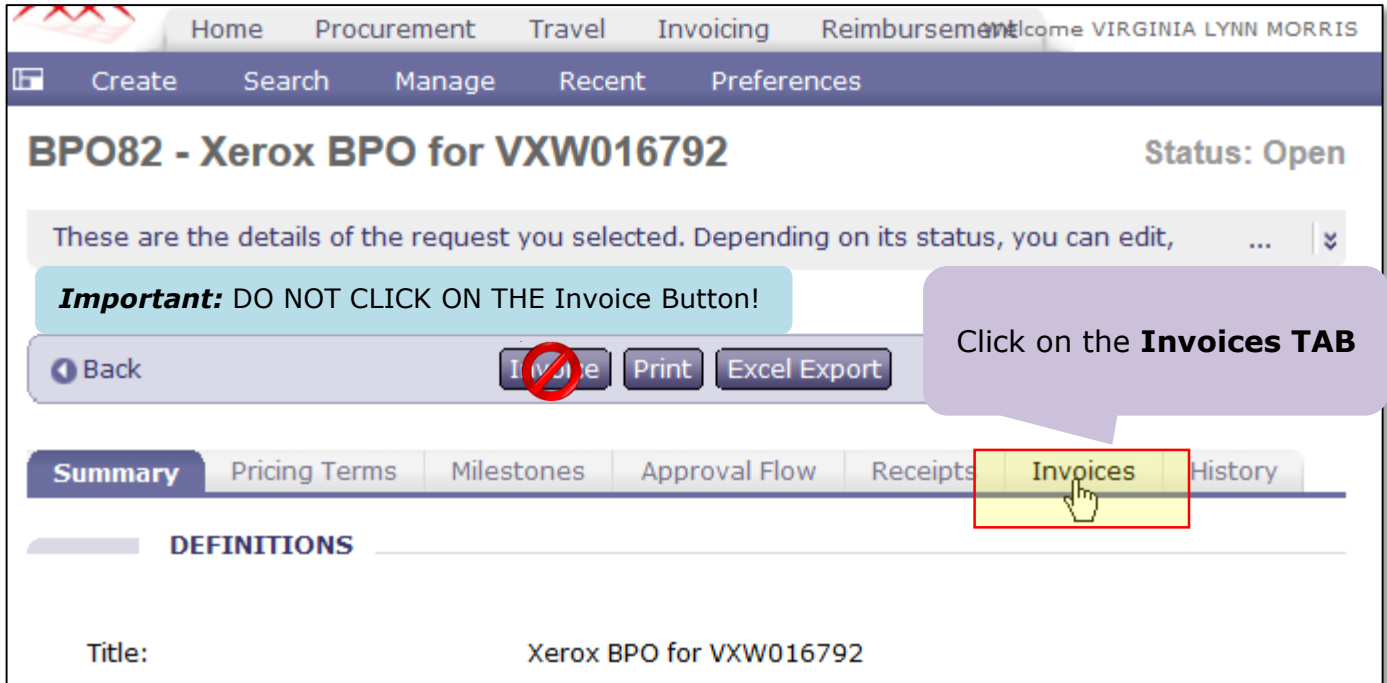 Home Procurement Travel Invoicing Reimbursement Welcome VIRGINIA LYNN MORRIS
Create Search Manage Recent Preferences
BPO82 - Xerox BPO for VXW016792 Status: Open
These are the details of the request you selected. Depending on its status, you can edit, ...
Important: DO NOT CLICK ON THE Invoice Button!
Click on the Invoices TAB
Back Invoice Print Excel Export
Summary Pricing Terms Milestones Approval Flow Receipts Invoices History
DEFINITIONS
Title: Xerox BPO for VXW016792